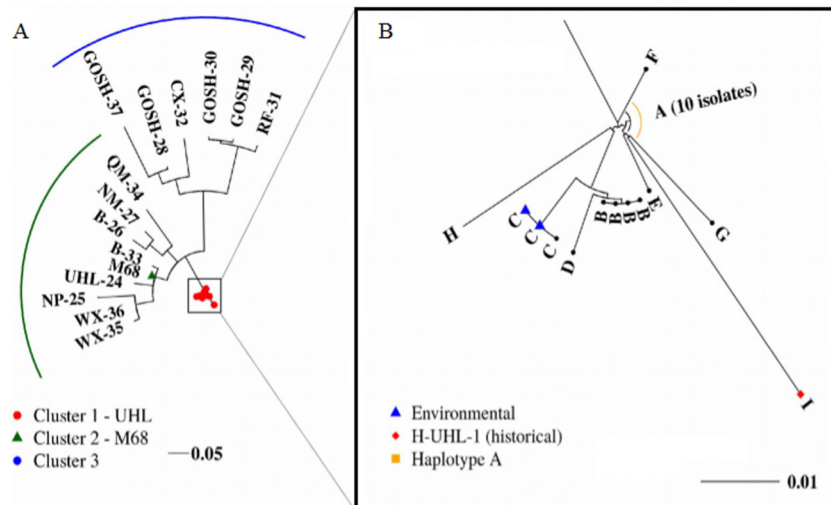 A
GOSH-37
GOSH-28
CX-32
GOSH-30
GOSH-29
RF-31
QM-34
NM-27
B-26
B-33
M68
UHL-24
NP-25
WX-36
WX-35
Cluster 1 - UHL
Cluster 2 - M68
Cluster 3
0.05
B
F
A (10 isolates)
H
C
C
C
D
B
B
B
B
E
G
I
Environmental
H-UHL-1 (historical)
Haplotype A
0.01